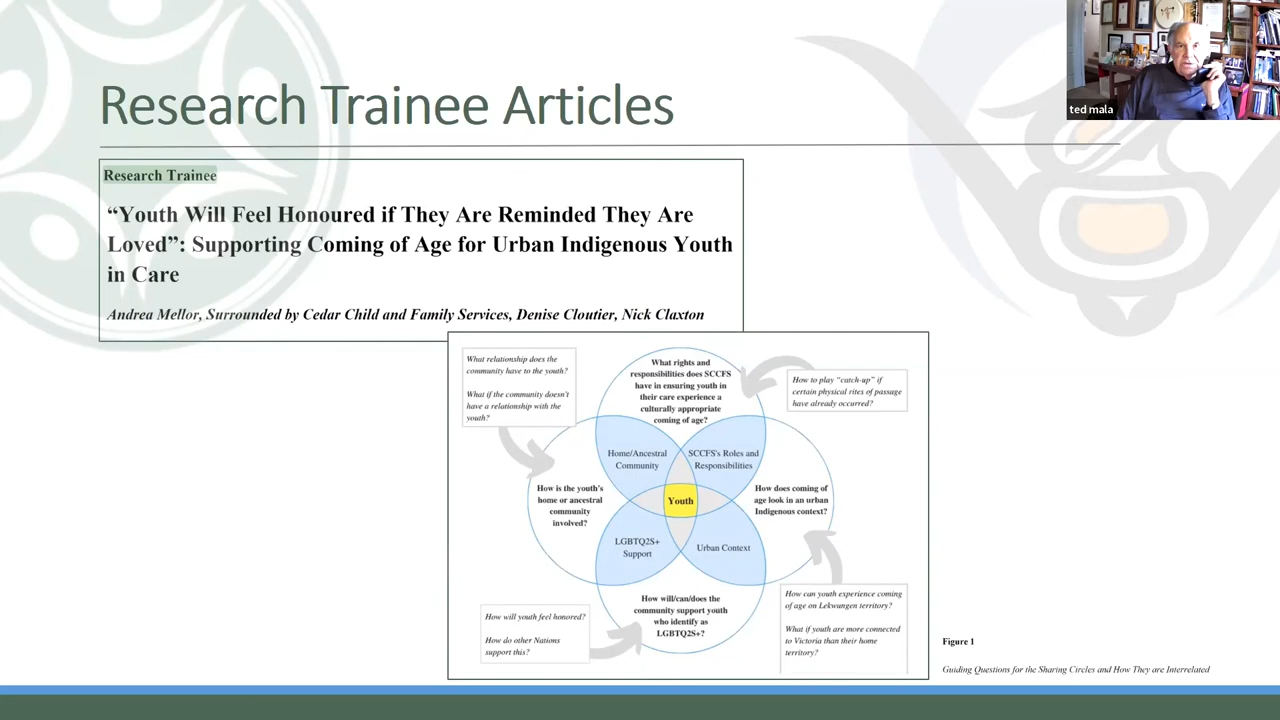 Research Trainee Articles
ted mala
Research Trainee
“Youth Will Feel Honoured if They Are Reminded They Are
Loved”: Supporting Coming of Age for Urban Indigenous Youth
in Care
Andrea Mellor, Surrounded by Cedar Child and Family Services, Denise Cloutier, Nick Claxton
What relationship does the
community have to the youth?
What if the community doesn't
have a relationship with the
youth?
What rights and
responsibilities does SCCFS
have in ensuring youth in
their care experience a
culturally appropriate
coming of age?
How to play “catch-up” if
certain physical rites of passage
have already occurred?
Home/Ancestral
Community
SCCFS's Roles and
Responsibilities
How is the youth's
home or ancestral
community
involved?
Youth
How does coming of
age look in an urban
Indigenous context?
LGBTQ2S+
Support
Urban Context
How will youth feel honored?
How do other Nations
support this?
How will/can/does the
community support youth
who identify as
LGBTQ2S+?
How can youth experience coming
of age on Lekwungen territory?
What if youth are more connected
to Victoria than their home
territory?
Figure 1
Guiding Questions for the Sharing Circles and How They are Interrelated